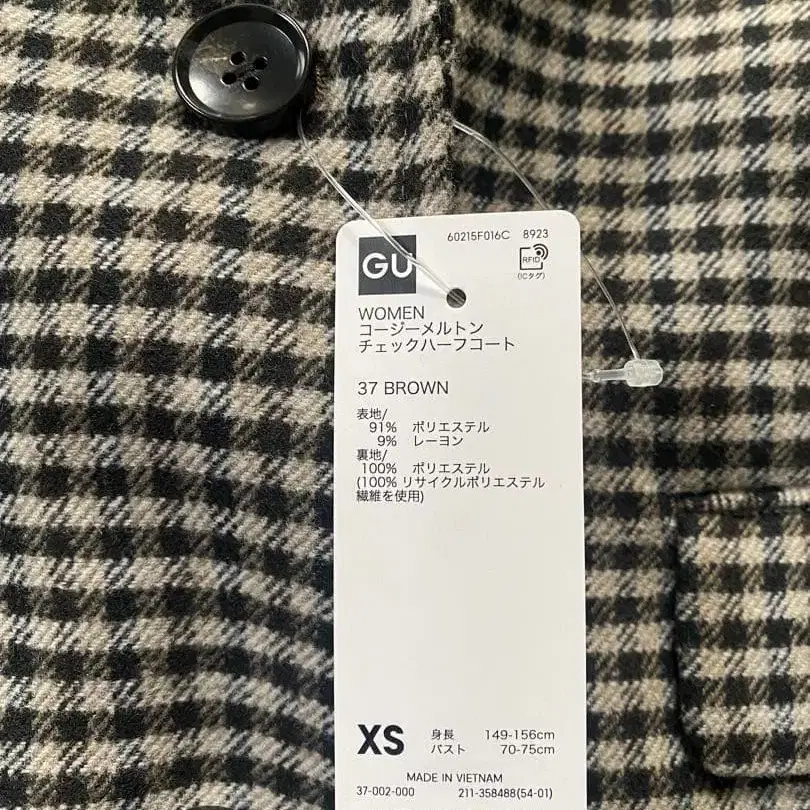 60215F016C 8923
GU
RFID
(ICタグ)
WOMEN
コージーメルトン
チェックハーフコート
37 BROWN
表地/
91% ポリエステル
9% レーヨン
裏地/
100% ポリエステル
(100% リサイクルポリエステル
繊維を使用)
XS 身長 149-156cm
バスト 70-75cm
MADE IN VIETNAM
37-002-000 211-358488(54-01)